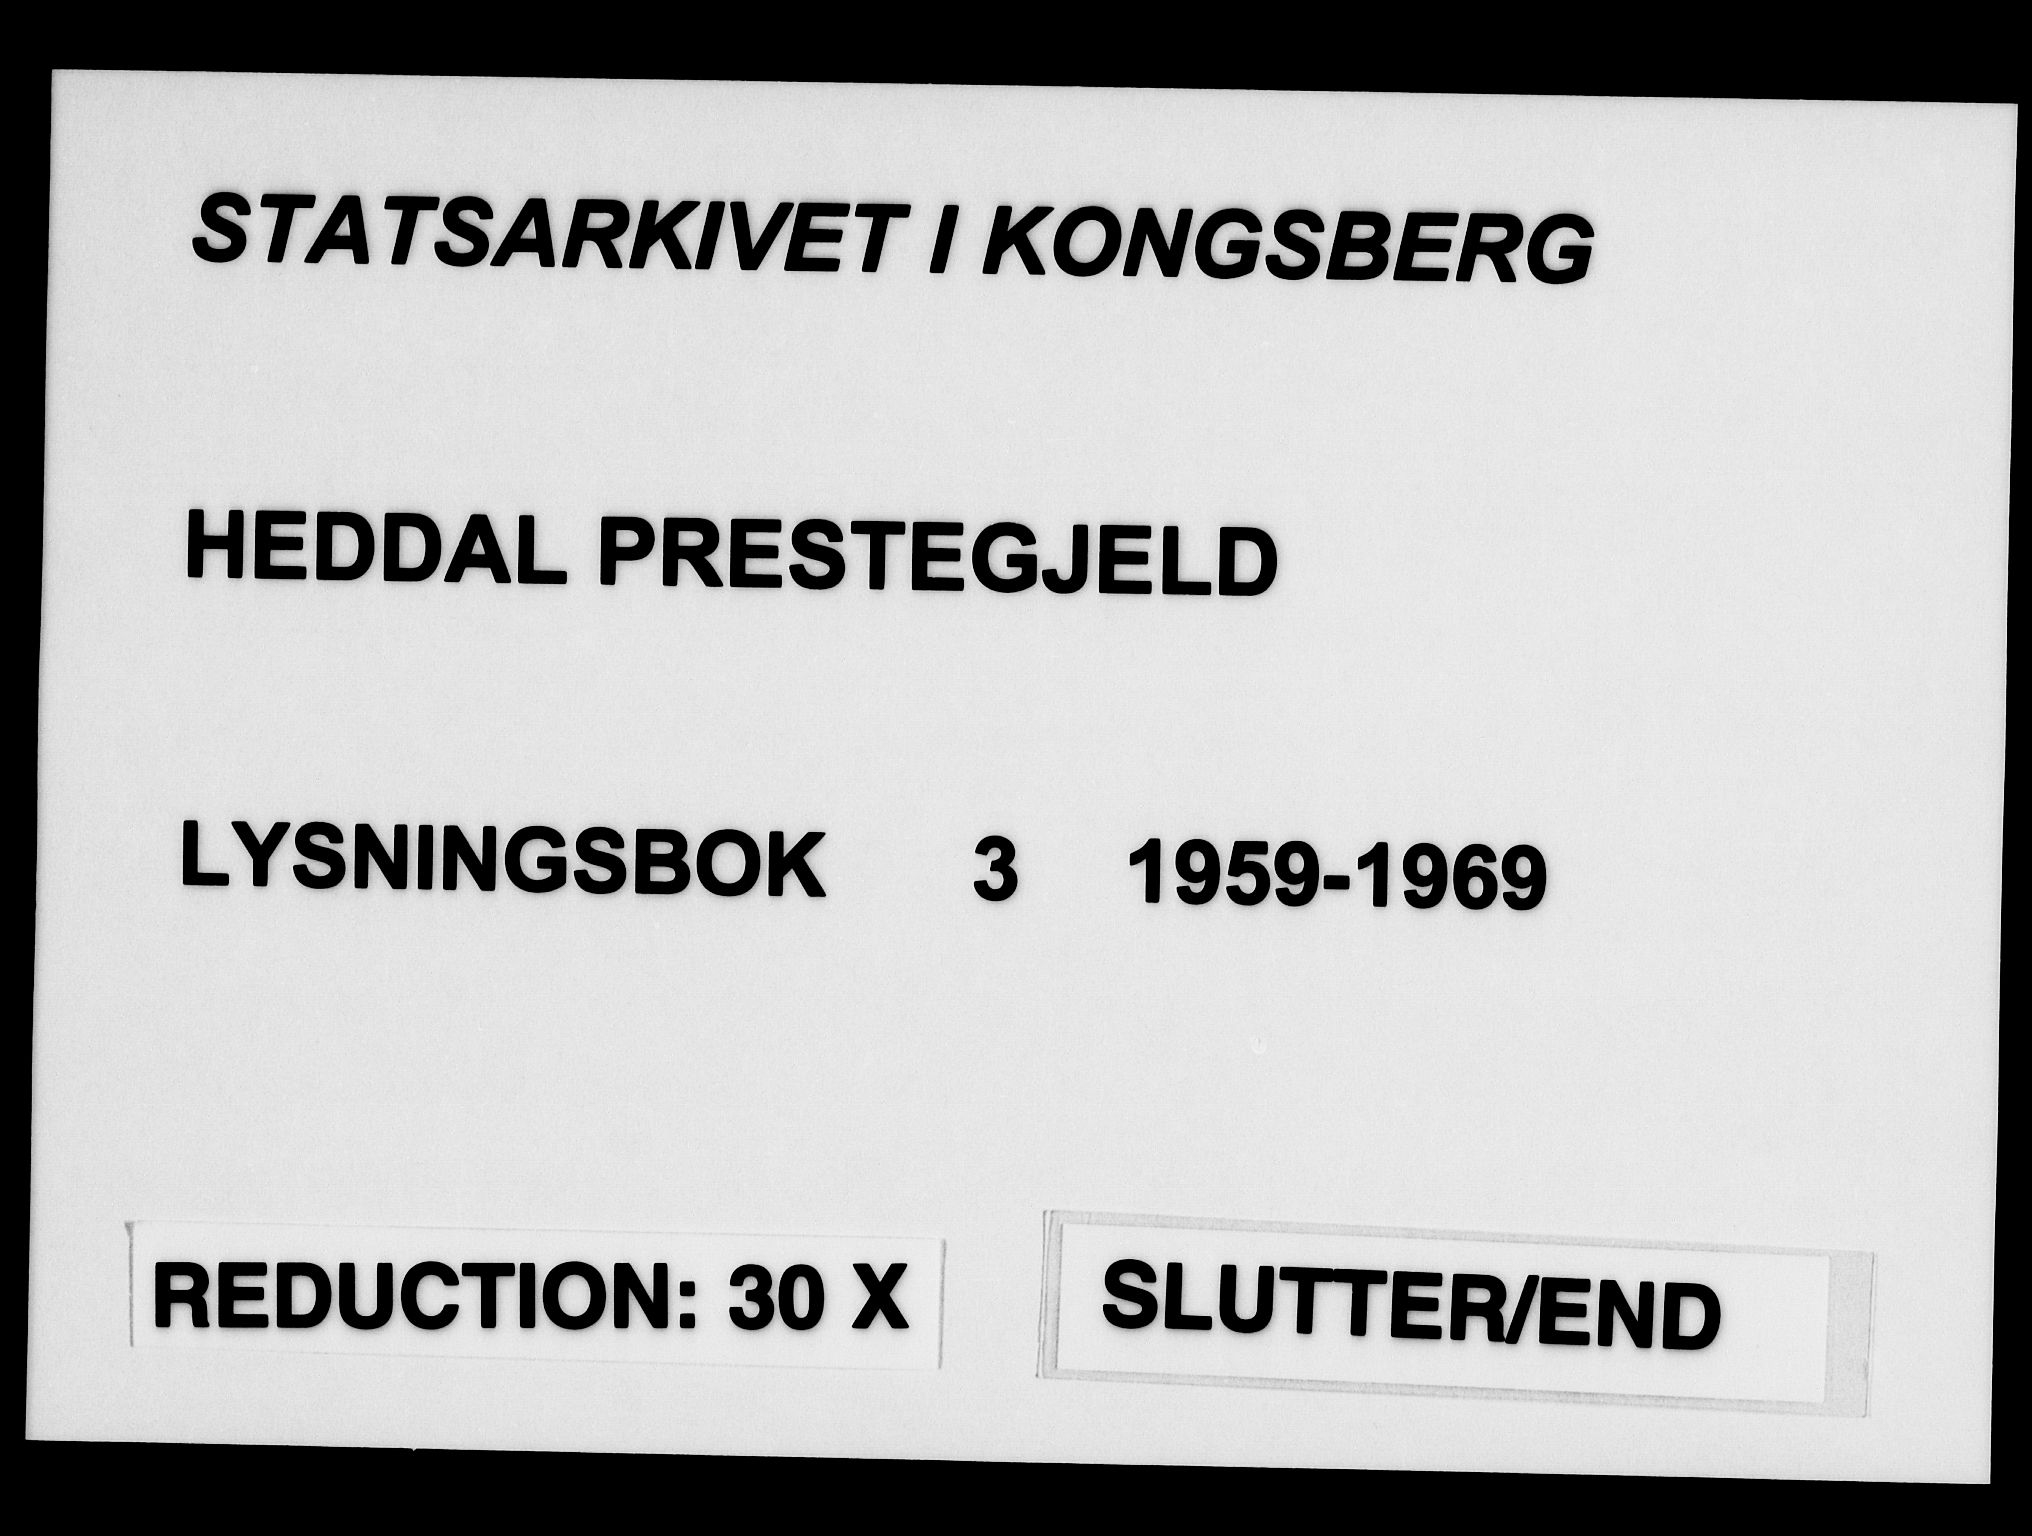 STATSARKIVET I KONGSBERG
HEDDAL PRESTEGJELD
LYSNINGSBOK 3 1959-1969
REDUCTION: 30 X
SLUTTER/END